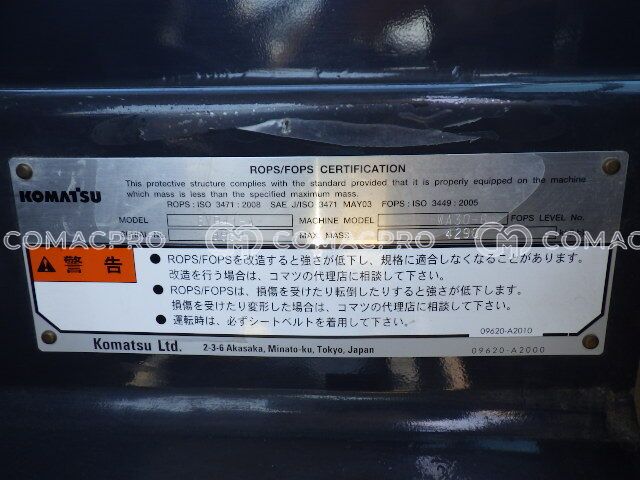 ROPS/FOPS CERTIFICATION
This protective structure complies with the standard provided that it is properly equipped on the machine
which mass is less than the specified maximum mass.
KOMATSU
ROPS : ISO 3471 : 2008 SAE J/ISO 3471 MAY03 FOPS : ISO 3449 : 2005
MODEL MACHINE MODEL WA30-6 FOPS LEVEL No.
MAX. MASS
COMACPRO COMACPRO COMACPRO
警告
● ROPS/FOPSを改造すると強さが低下し、規格に適合しなくなることがあります。
改造を行う場合は、コマツの代理店に相談して下さい。
● ROPS/FOPSは、損傷を受けたり転倒したりすると強さが低下します。
損傷を受けたり変形した場合は、コマツの代理店に相談して下さい。
● 運転時は、必ずシートベルトを着用して下さい。
09620-A2010
Komatsu Ltd. 2-3-6 Akasaka, Minato-ku, Tokyo, Japan
09620-A2000